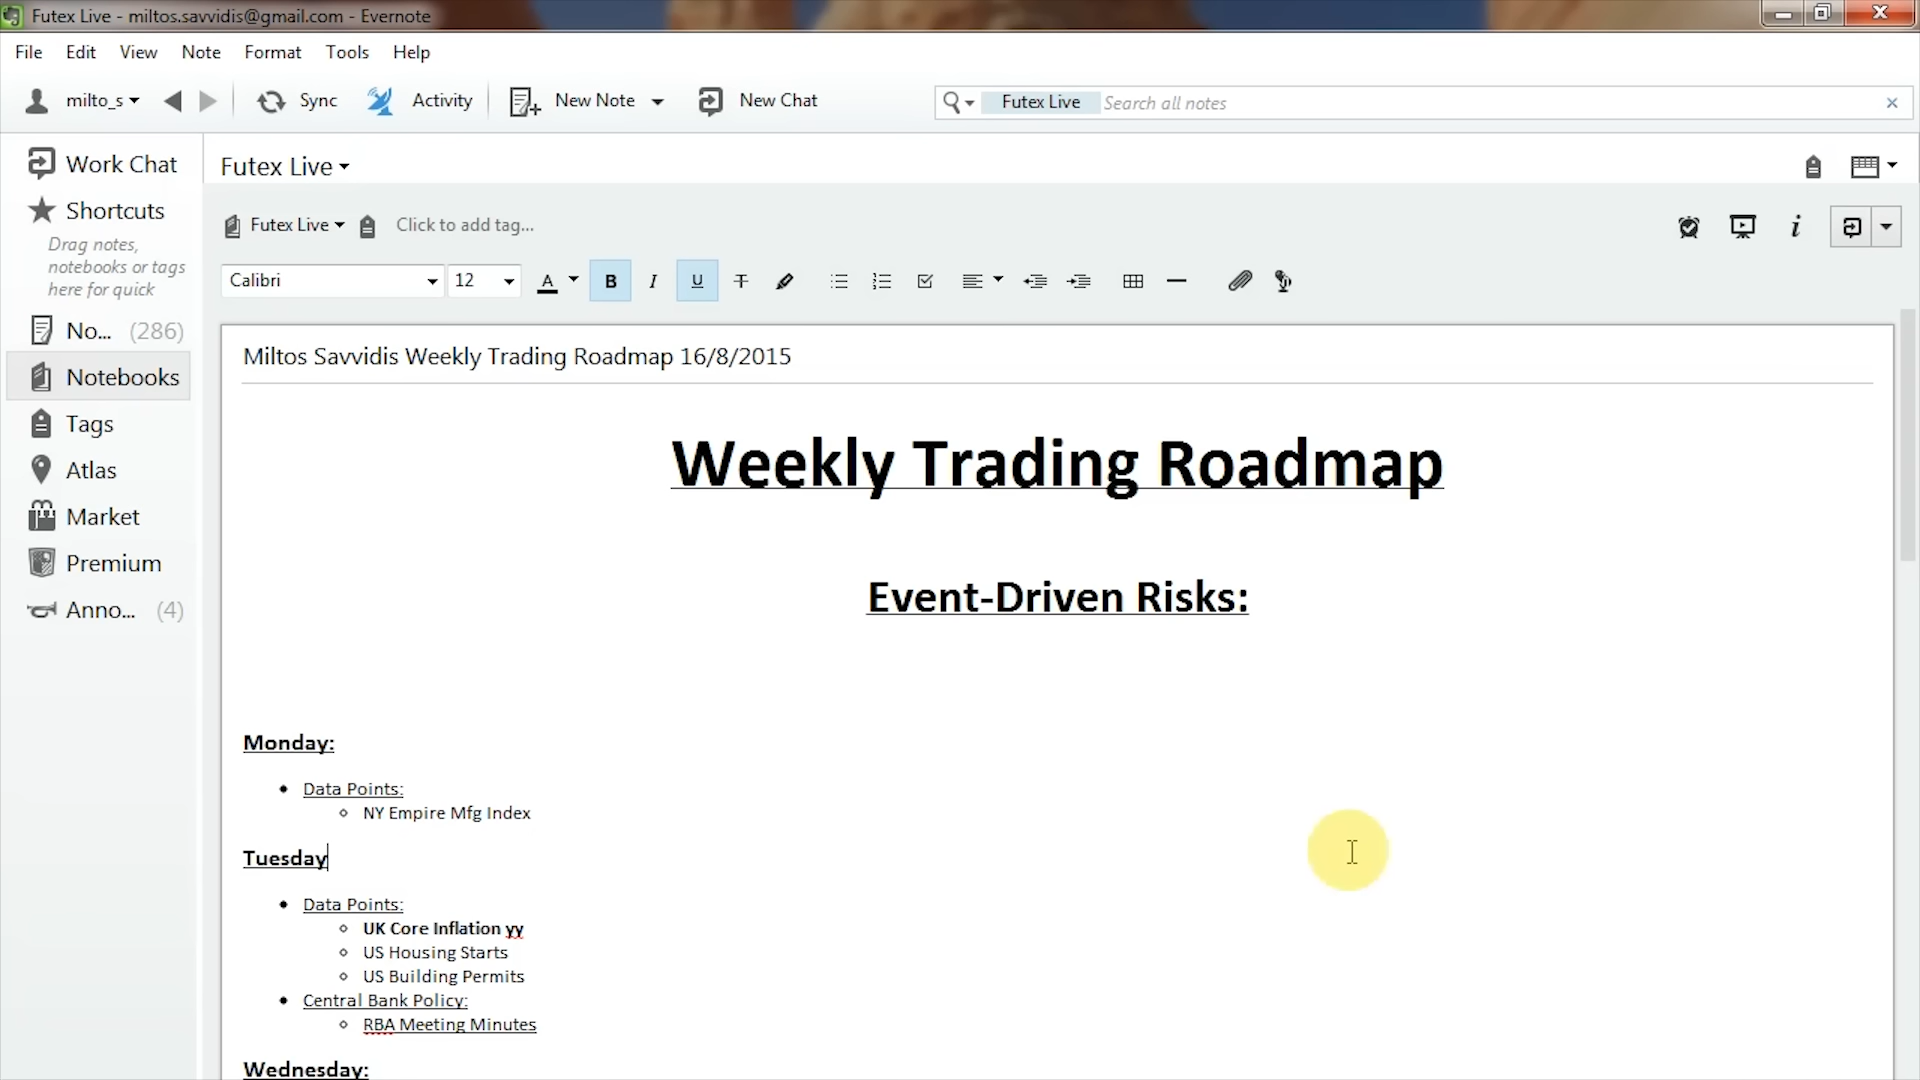 Futex Live - miltos.savvidis@gmail.com - Evernote
File Edit View Note Format Tools Help
milto_s Sync Activity New Note New Chat Futex Live Search all notes
Work Chat
Shortcuts
Drag notes,
notebooks or tags
here for quick
No... (286)
Notebooks
Tags
Atlas
Market
Premium
Anno... (4)
Futex Live
Futex Live Click to add tag...
Calibri 12 A B I U T
Miltos Savvidis Weekly Trading Roadmap 16/8/2015
Weekly Trading Roadmap
Event-Driven Risks:
Monday:
Data Points:
NY Empire Mfg Index
Tuesday
Data Points:
UK Core Inflation yy
US Housing Starts
US Building Permits
Central Bank Policy:
RBA Meeting Minutes
Wednesday: